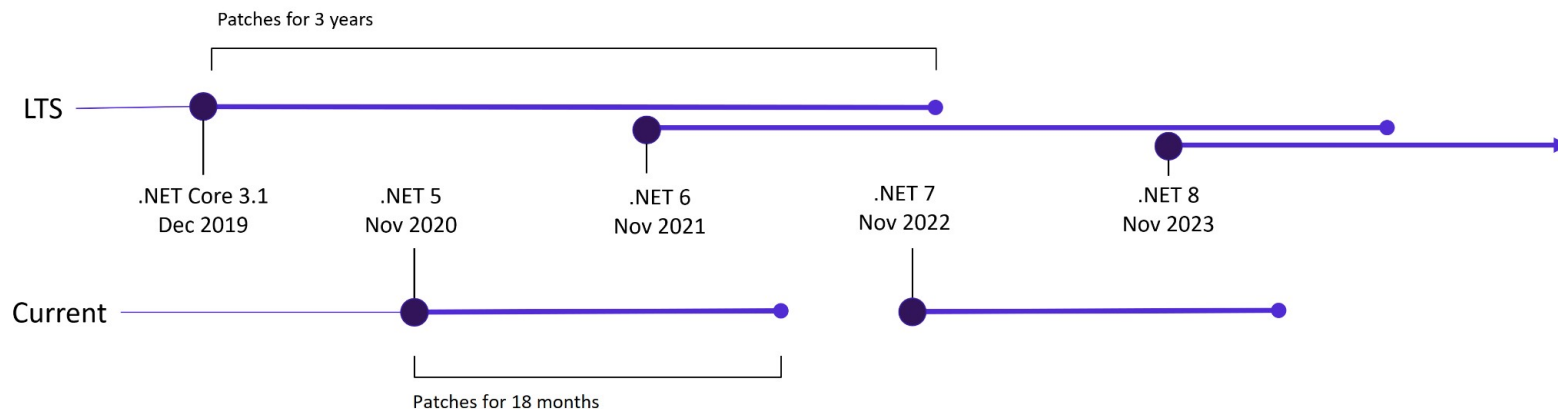 Patches for 3 years
LTS
.NET Core 3.1
Dec 2019
.NET 5
Nov 2020
.NET 6
Nov 2021
.NET 7
Nov 2022
.NET 8
Nov 2023
Current
Patches for 18 months